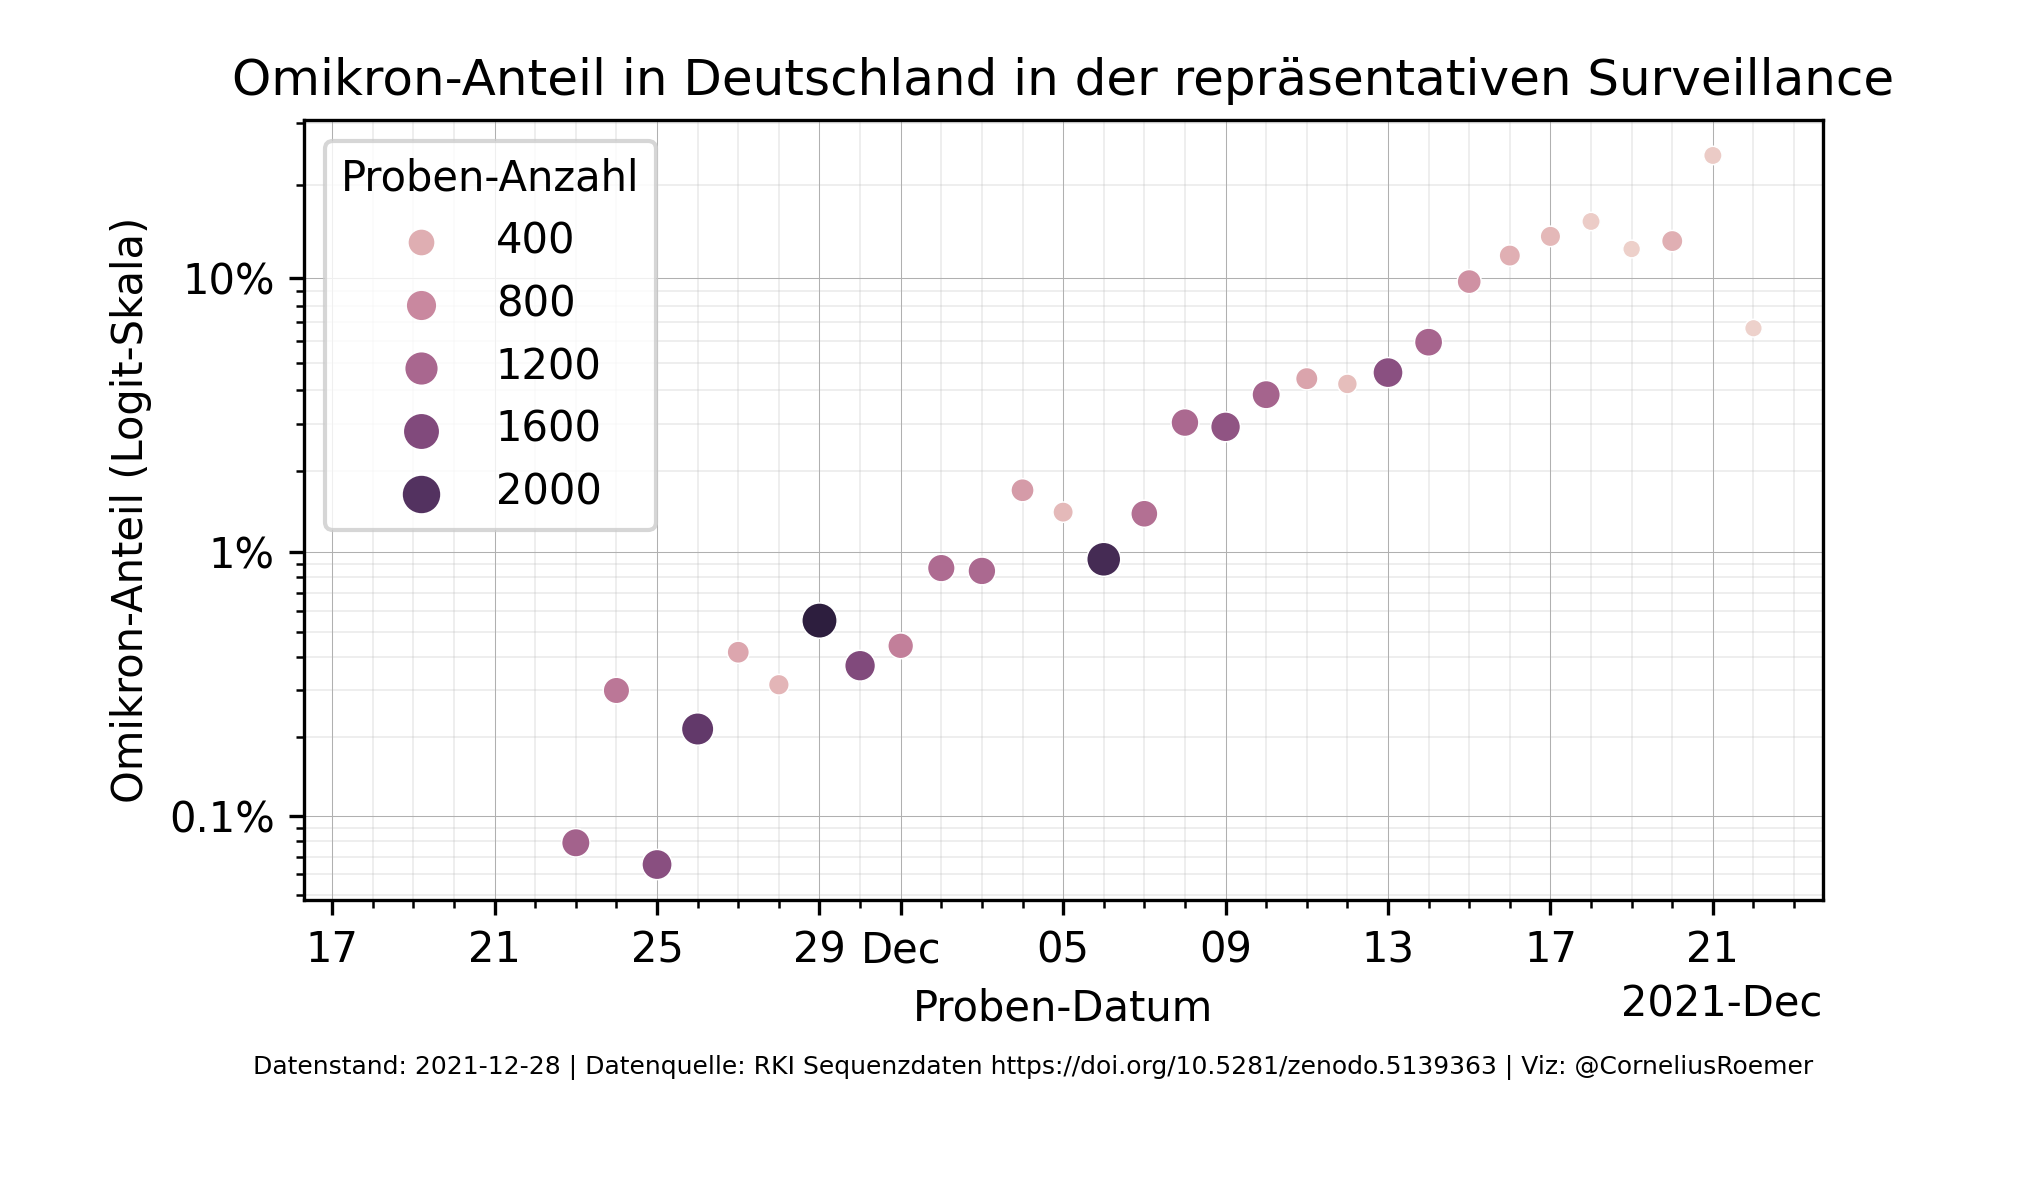 Omikron-Anteil in Deutschland in der repräsentativen Surveillance
Proben-Anzahl
400
800
1200
1600
2000
Omikron-Anteil (Logit-Skala)
10%
1%
0.1%
17 21 25 29 Dec 05 09 13 17 21
Proben-Datum
2021-Dec
Datenstand: 2021-12-28 | Datenquelle: RKI Sequenzdaten https://doi.org/10.5281/zenodo.5139363 | Viz: @CorneliusRoemer